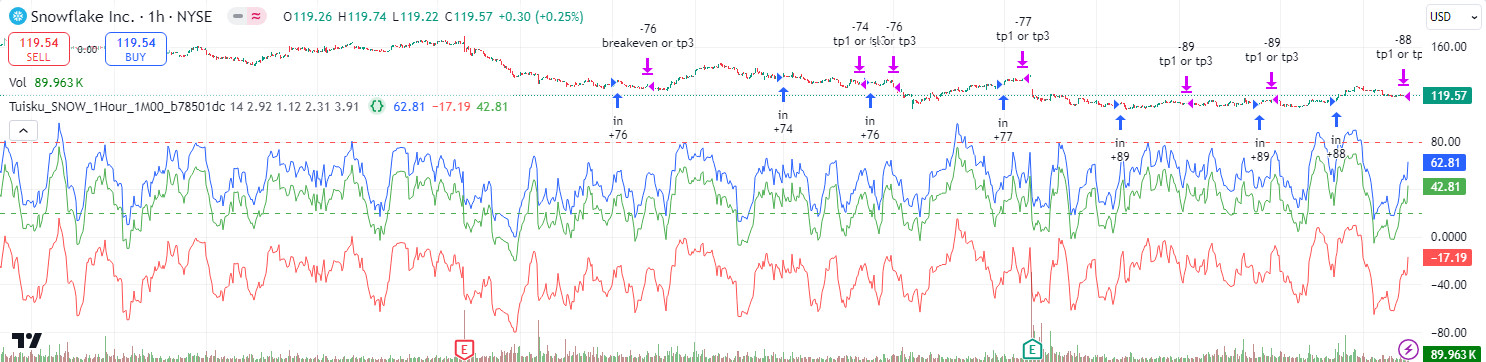 Snowflake Inc. · 1h · NYSE
O119.26 H119.74 L119.22 C119.57 +0.30 (+0.25%)
USD
119.54
SELL
0.00
119.54
BUY
Vol 89.963 K
Tuisku_SNOW_1Hour_1M00_b78501dc 14 2.92 1.12 2.31 3.91 62.81 −17.19 42.81
-76
breakeven or tp3
-74
tp1 or
-76
or tp3
-77
tp1 or tp3
-89
tp1 or tp3
-89
tp1 or tp3
-88
tp1 or tp
in
+76
in
+74
in
+76
in
+77
in
+89
in
+89
in
+88
160.00
119.57
80.00
62.81
42.81
0.0000
−17.19
−40.00
−80.00
89.963 K
E
E